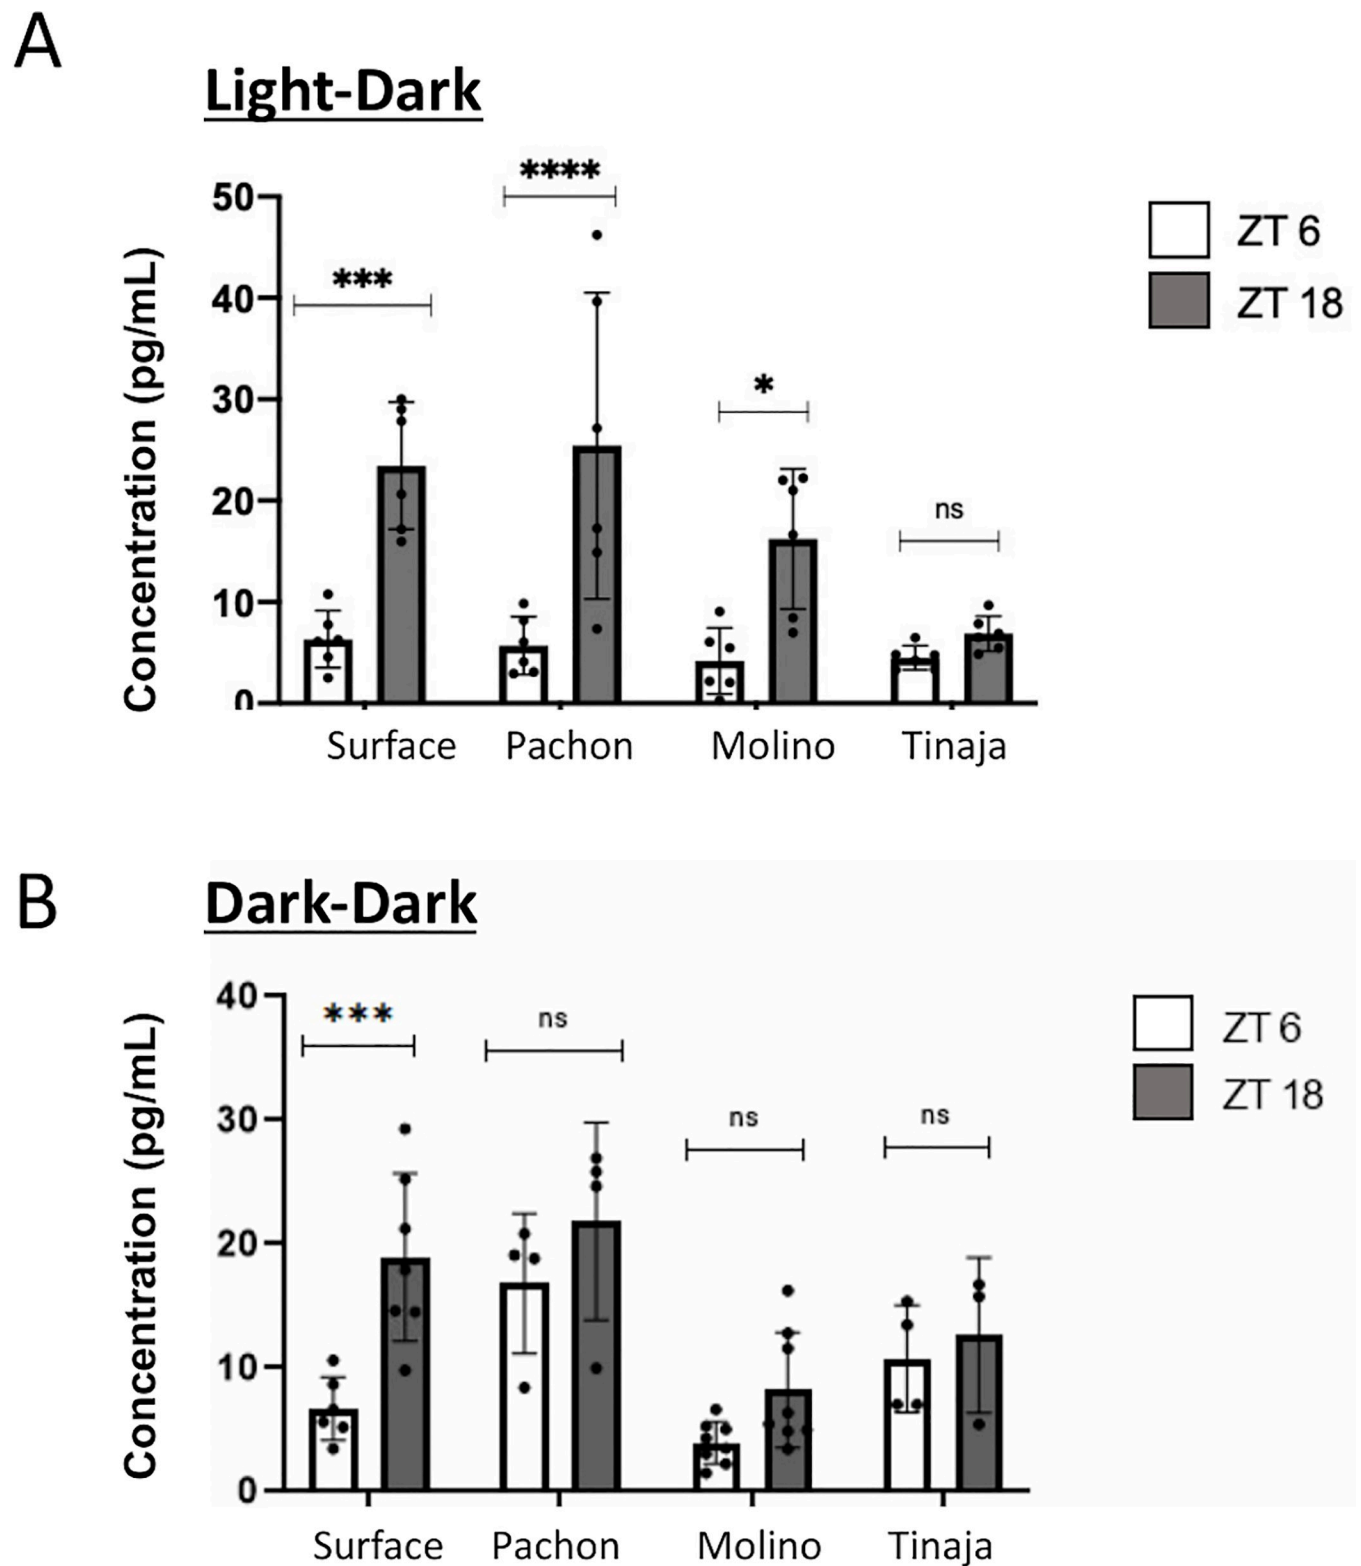 A
Light-Dark
Concentration (pg/mL)
50
40
30
20
10
0
***
****
*
ns
ZT 6
ZT 18
Surface Pachon Molino Tinaja
B
Dark-Dark
Concentration (pg/mL)
40
30
20
10
0
***
ns
ns
ns
ZT 6
ZT 18
Surface Pachon Molino Tinaja